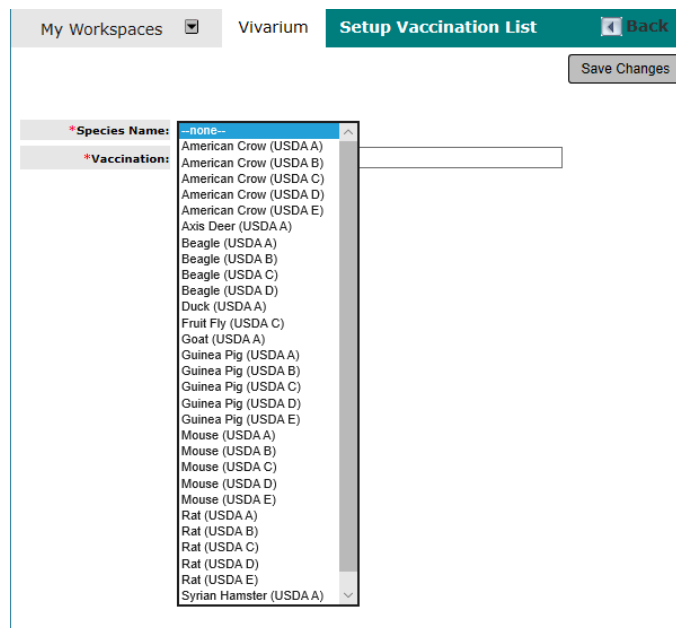 My Workspaces Vivarium Setup Vaccination List Back
Save Changes
*Species Name: --none--
American Crow (USDA A)
*Vaccination: American Crow (USDA B)
American Crow (USDA C)
American Crow (USDA D)
American Crow (USDA E)
Axis Deer (USDA A)
Beagle (USDA A)
Beagle (USDA B)
Beagle (USDA C)
Beagle (USDA D)
Duck (USDA A)
Fruit Fly (USDA C)
Goat (USDA A)
Guinea Pig (USDA A)
Guinea Pig (USDA B)
Guinea Pig (USDA C)
Guinea Pig (USDA D)
Guinea Pig (USDA E)
Mouse (USDA A)
Mouse (USDA B)
Mouse (USDA C)
Mouse (USDA D)
Mouse (USDA E)
Rat (USDA A)
Rat (USDA B)
Rat (USDA C)
Rat (USDA D)
Rat (USDA E)
Syrian Hamster (USDA A)